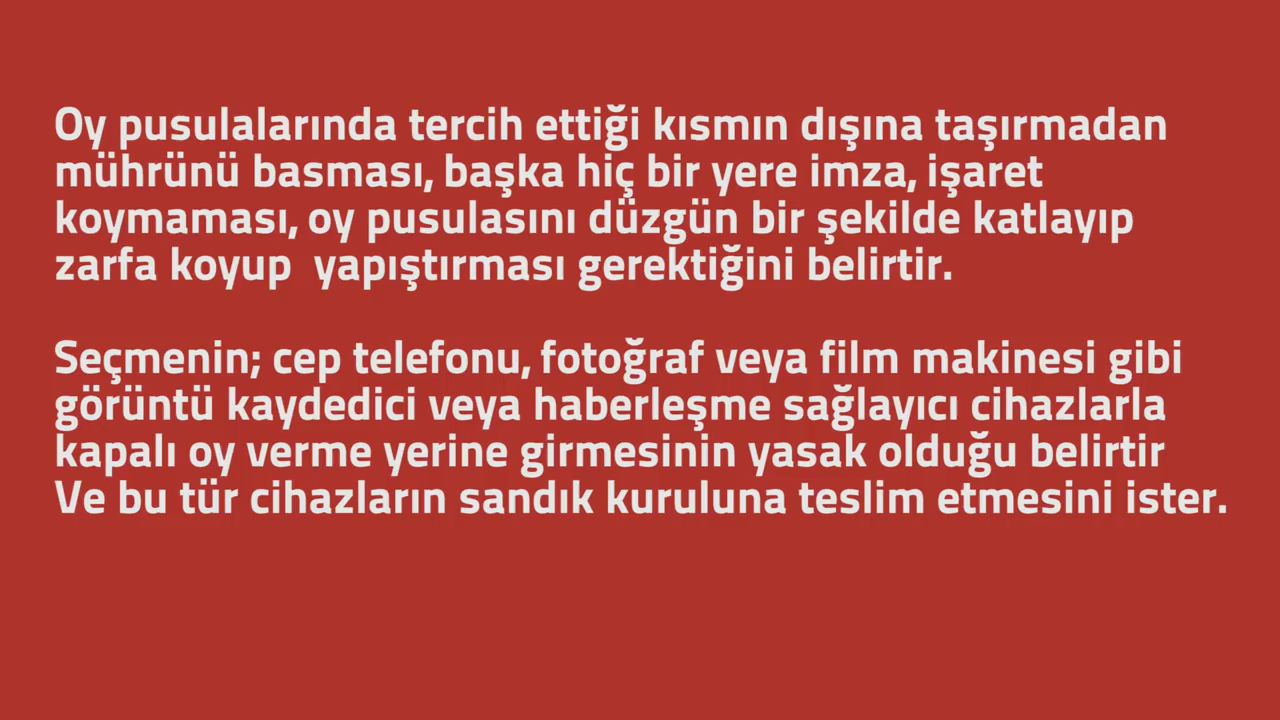 Oy pusulalarında tercih ettiği kısmın dışına taşırmadan
mührünü basması, başka hiç bir yere imza, işaret
koymaması, oy pusulasını düzgün bir şekilde katlayıp
zarfa koyup  yapıştırması gerektiğini belirtir.
Seçmenin; cep telefonu, fotoğraf veya film makinesi gibi
görüntü kaydedici veya haberleşme sağlayıcı cihazlarla
kapalı oy verme yerine girmesinin yasak olduğu belirtir
Ve bu tür cihazların sandık kuruluna teslim etmesini ister.